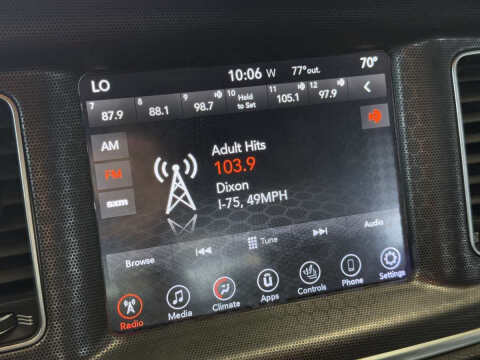 LO 10:06 W 77°out. 70°
7 8 9 10 11 12
87.9 88.1 98.7 Hold to Set 105.1 97.9
AM
FM
sxm
Adult Hits
103.9
Dixon
I-75, 49MPH
Browse Tune Audio
Radio Media Climate Apps Controls Phone Settings